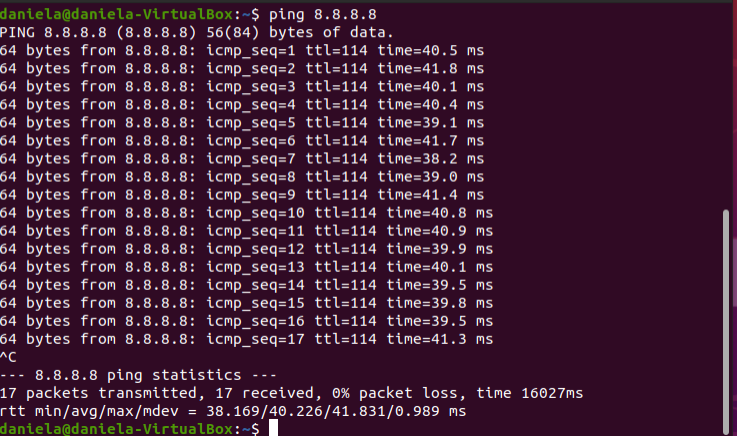 daniela@daniela-VirtualBox:~$ ping 8.8.8.8
PING 8.8.8.8 (8.8.8.8) 56(84) bytes of data.
64 bytes from 8.8.8.8: icmp_seq=1 ttl=114 time=40.5 ms
64 bytes from 8.8.8.8: icmp_seq=2 ttl=114 time=41.8 ms
64 bytes from 8.8.8.8: icmp_seq=3 ttl=114 time=40.1 ms
64 bytes from 8.8.8.8: icmp_seq=4 ttl=114 time=40.4 ms
64 bytes from 8.8.8.8: icmp_seq=5 ttl=114 time=39.1 ms
64 bytes from 8.8.8.8: icmp_seq=6 ttl=114 time=41.7 ms
64 bytes from 8.8.8.8: icmp_seq=7 ttl=114 time=38.2 ms
64 bytes from 8.8.8.8: icmp_seq=8 ttl=114 time=39.0 ms
64 bytes from 8.8.8.8: icmp_seq=9 ttl=114 time=41.4 ms
64 bytes from 8.8.8.8: icmp_seq=10 ttl=114 time=40.8 ms
64 bytes from 8.8.8.8: icmp_seq=11 ttl=114 time=40.9 ms
64 bytes from 8.8.8.8: icmp_seq=12 ttl=114 time=39.9 ms
64 bytes from 8.8.8.8: icmp_seq=13 ttl=114 time=40.1 ms
64 bytes from 8.8.8.8: icmp_seq=14 ttl=114 time=39.5 ms
64 bytes from 8.8.8.8: icmp_seq=15 ttl=114 time=39.8 ms
64 bytes from 8.8.8.8: icmp_seq=16 ttl=114 time=39.5 ms
64 bytes from 8.8.8.8: icmp_seq=17 ttl=114 time=41.3 ms
^C
--- 8.8.8.8 ping statistics ---
17 packets transmitted, 17 received, 0% packet loss, time 16027ms
rtt min/avg/max/mdev = 38.169/40.226/41.831/0.989 ms
daniela@daniela-VirtualBox:~$